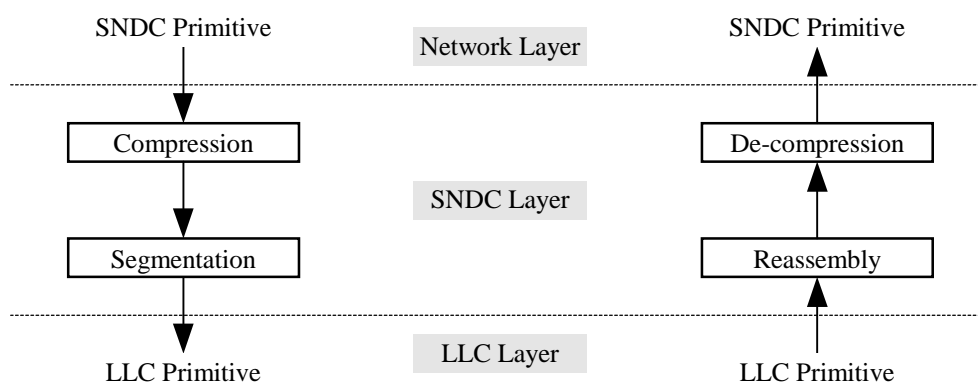 SNDC Primitive
Network Layer
SNDC Primitive
Compression
De-compression
SNDC Layer
Segmentation
Reassembly
LLC Layer
LLC Primitive
LLC Primitive